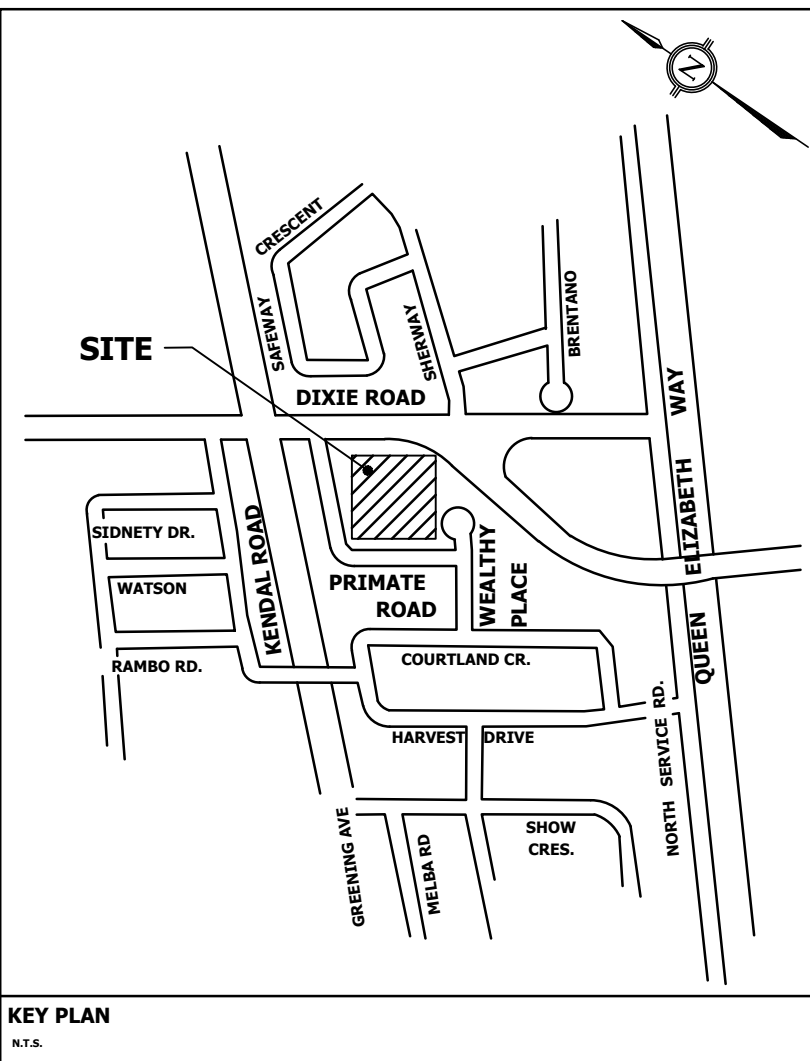 N
CRESCENT
SAFEWAY
SHERWAY
BRENTANO
SITE
DIXIE ROAD
QUEEN ELIZABETH WAY
SIDNETY DR.
KENDAL ROAD
WATSON
PRIMATE
ROAD
WEALTHY
PLACE
RAMBO RD.
COURTLAND CR.
HARVEST DRIVE
NORTH SERVICE RD.
GREENING AVE
MELBA RD
SHOW
CRES.
KEY PLAN
N.T.S.